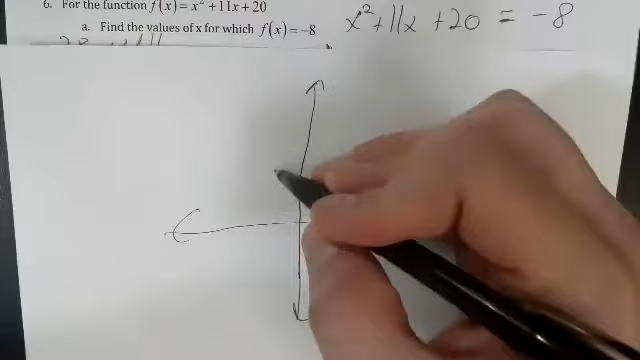 6. For the function f(x) = x² + 11x + 20
a. Find the values of x for which f(x) = −8
x² + 11x + 20 = −8